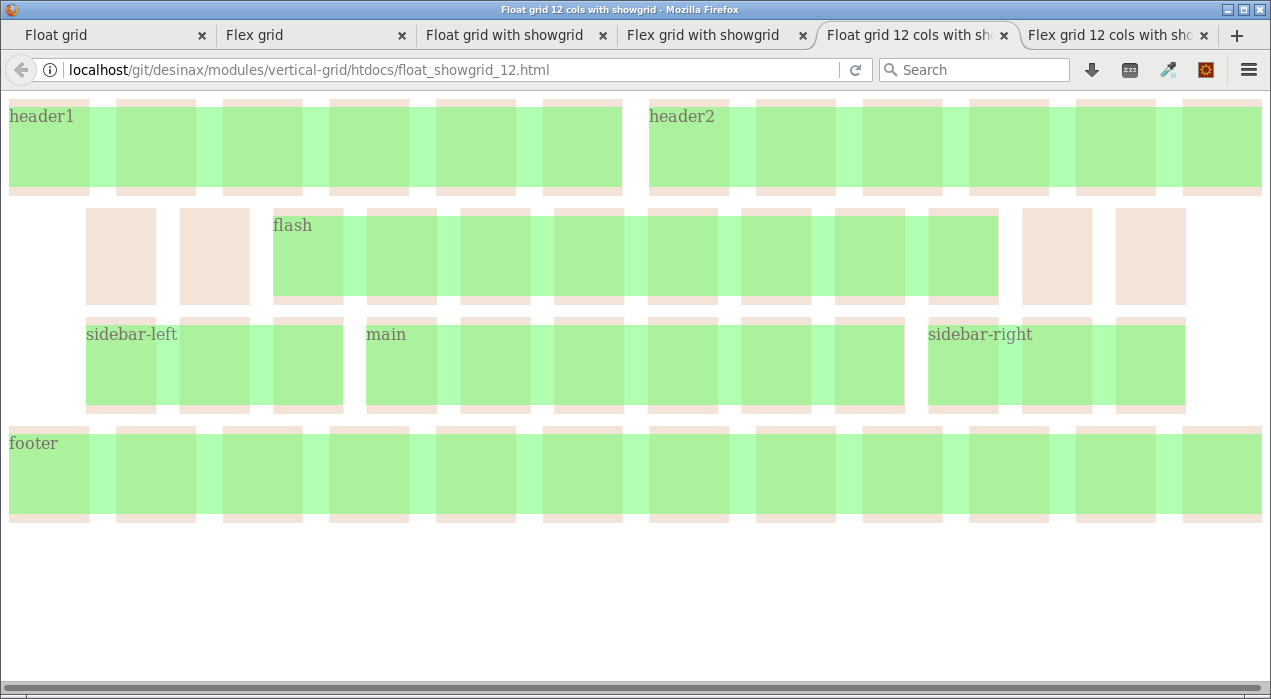 Float grid 12 cols with showgrid - Mozilla Firefox
Float grid
Flex grid
Float grid with showgrid
Flex grid with showgrid
Float grid 12 cols with sh
Flex grid 12 cols with sho
localhost/git/desinax/modules/vertical-grid/htdocs/float_showgrid_12.html
Search
zzz
header1
header2
flash
sidebar-left
main
sidebar-right
footer